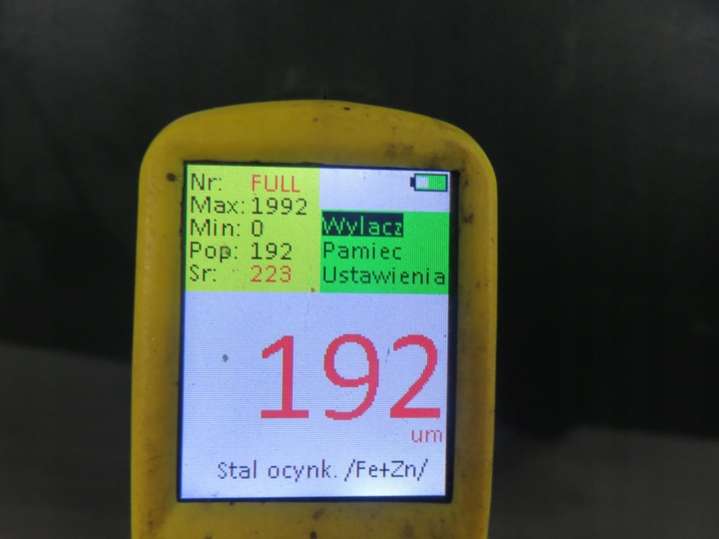 Nr: FULL
Max: 1992
Min: 0
Pop: 192
Sr: 223
Wylacz
Pamiec
Ustawienia
192
um
Stal ocynk. /Fe+Zn/